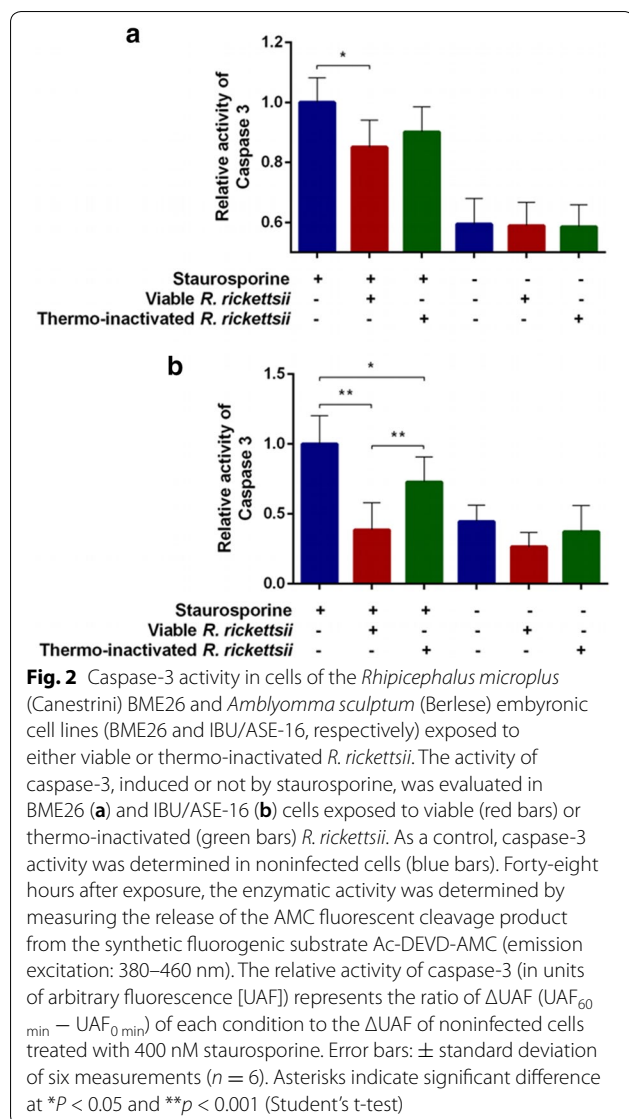 a
*
1.2
1.0
0.8
0.6
Relative activity of
Caspase 3
Staurosporine + + + - - -
Viable R. rickettsii - + - - + -
Thermo-inactivated R. rickettsii - - + - - +
b
*
** **
1.5
1.0
0.5
0.0
Relative activity of
Caspase 3
Staurosporine + + + - - -
Viable R. rickettsii - + - - + -
Thermo-inactivated R. rickettsii - - + - - +
Fig. 2 Caspase-3 activity in cells of the Rhipicephalus microplus
(Canestrini) BME26 and Amblyomma sculptum (Berlese) embyronic
cell lines (BME26 and IBU/ASE-16, respectively) exposed to
either viable or thermo-inactivated R. rickettsii. The activity of
caspase-3, induced or not by staurosporine, was evaluated in
BME26 (a) and IBU/ASE-16 (b) cells exposed to viable (red bars) or
thermo-inactivated (green bars) R. rickettsii. As a control, caspase-3
activity was determined in noninfected cells (blue bars). Forty-eight
hours after exposure, the enzymatic activity was determined by
measuring the release of the AMC fluorescent cleavage product
from the synthetic fluorogenic substrate Ac-DEVD-AMC (emission
excitation: 380–460 nm). The relative activity of caspase-3 (in units
of arbitrary fluorescence [UAF]) represents the ratio of ΔUAF (UAF60
min − UAF0 min) of each condition to the ΔUAF of noninfected cells
treated with 400 nM staurosporine. Error bars: ± standard deviation
of six measurements (n = 6). Asterisks indicate significant difference
at *P < 0.05 and **p < 0.001 (Student's t-test)